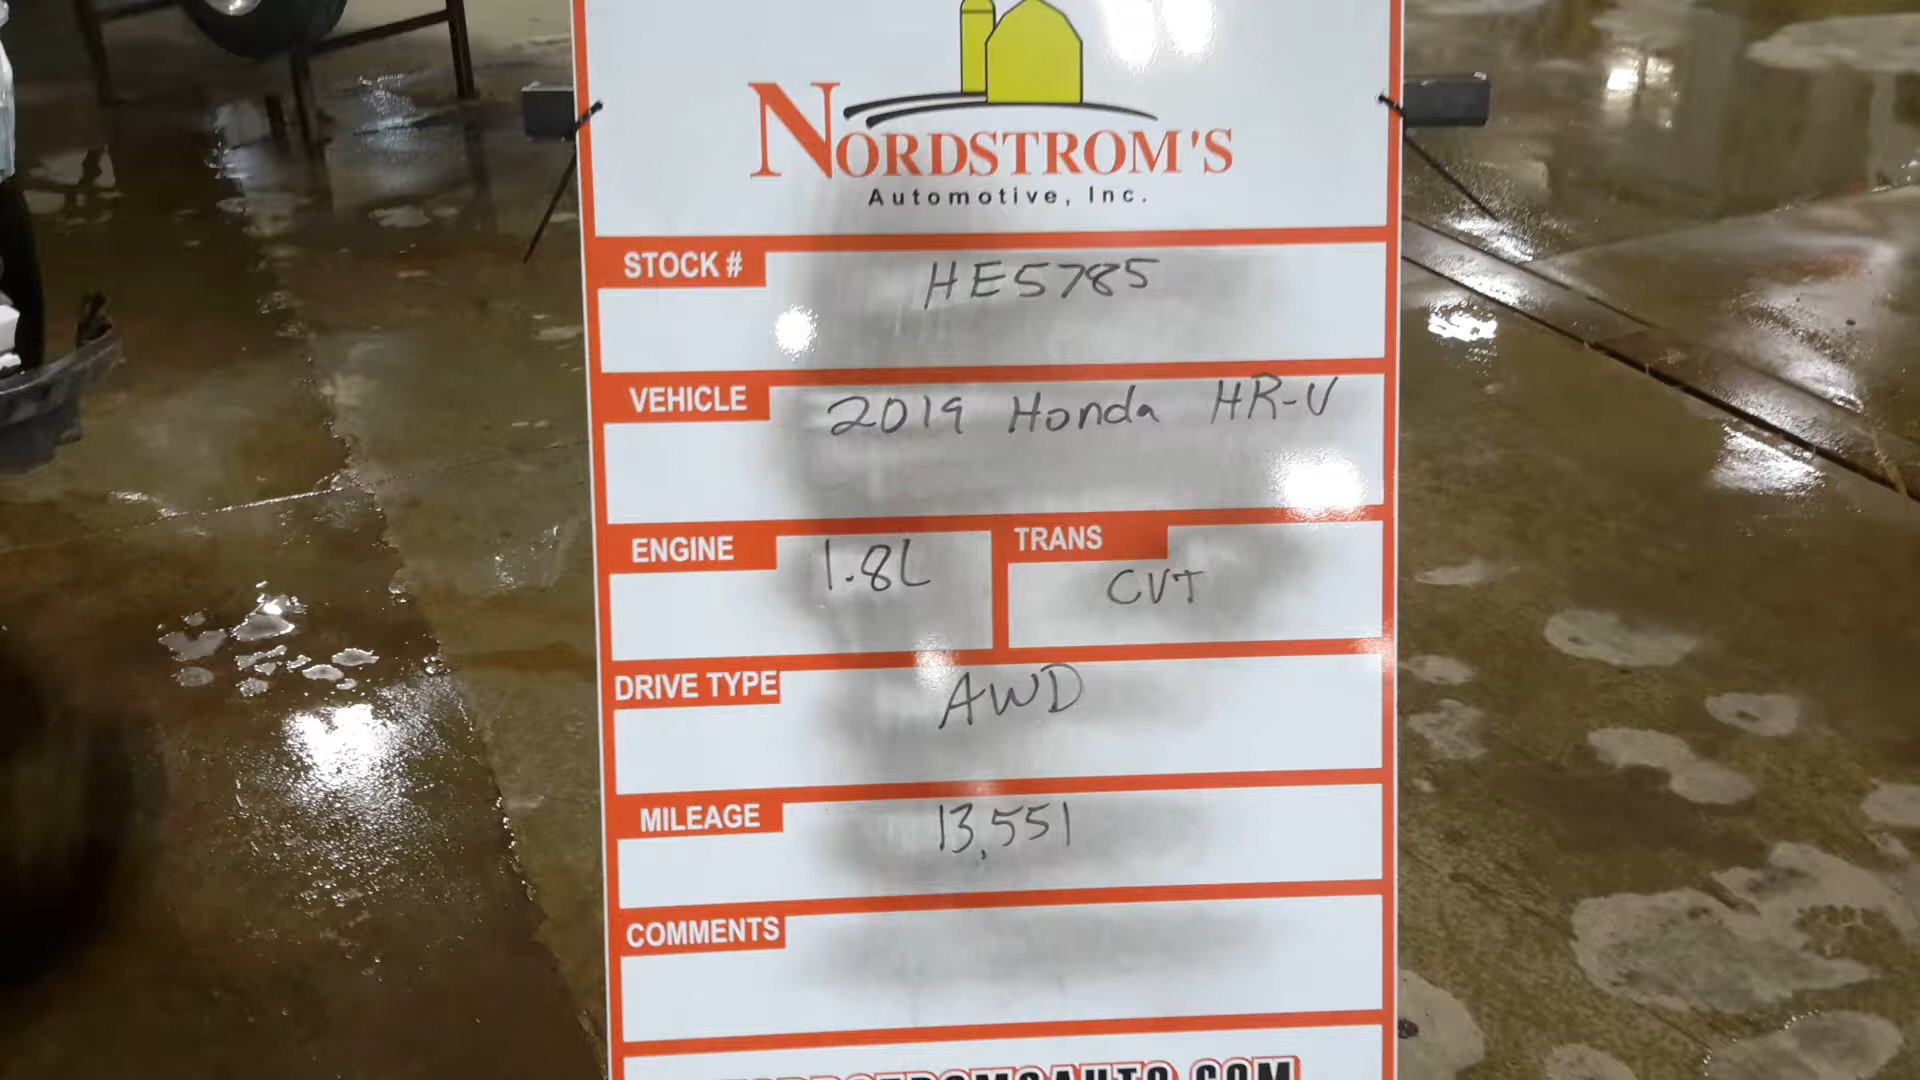 NORDSTROM'S
Automotive, Inc.
STOCK # HE5785
VEHICLE 2019 Honda HR-V
ENGINE 1.8L TRANS CVT
DRIVE TYPE AWD
MILEAGE 13,551
COMMENTS